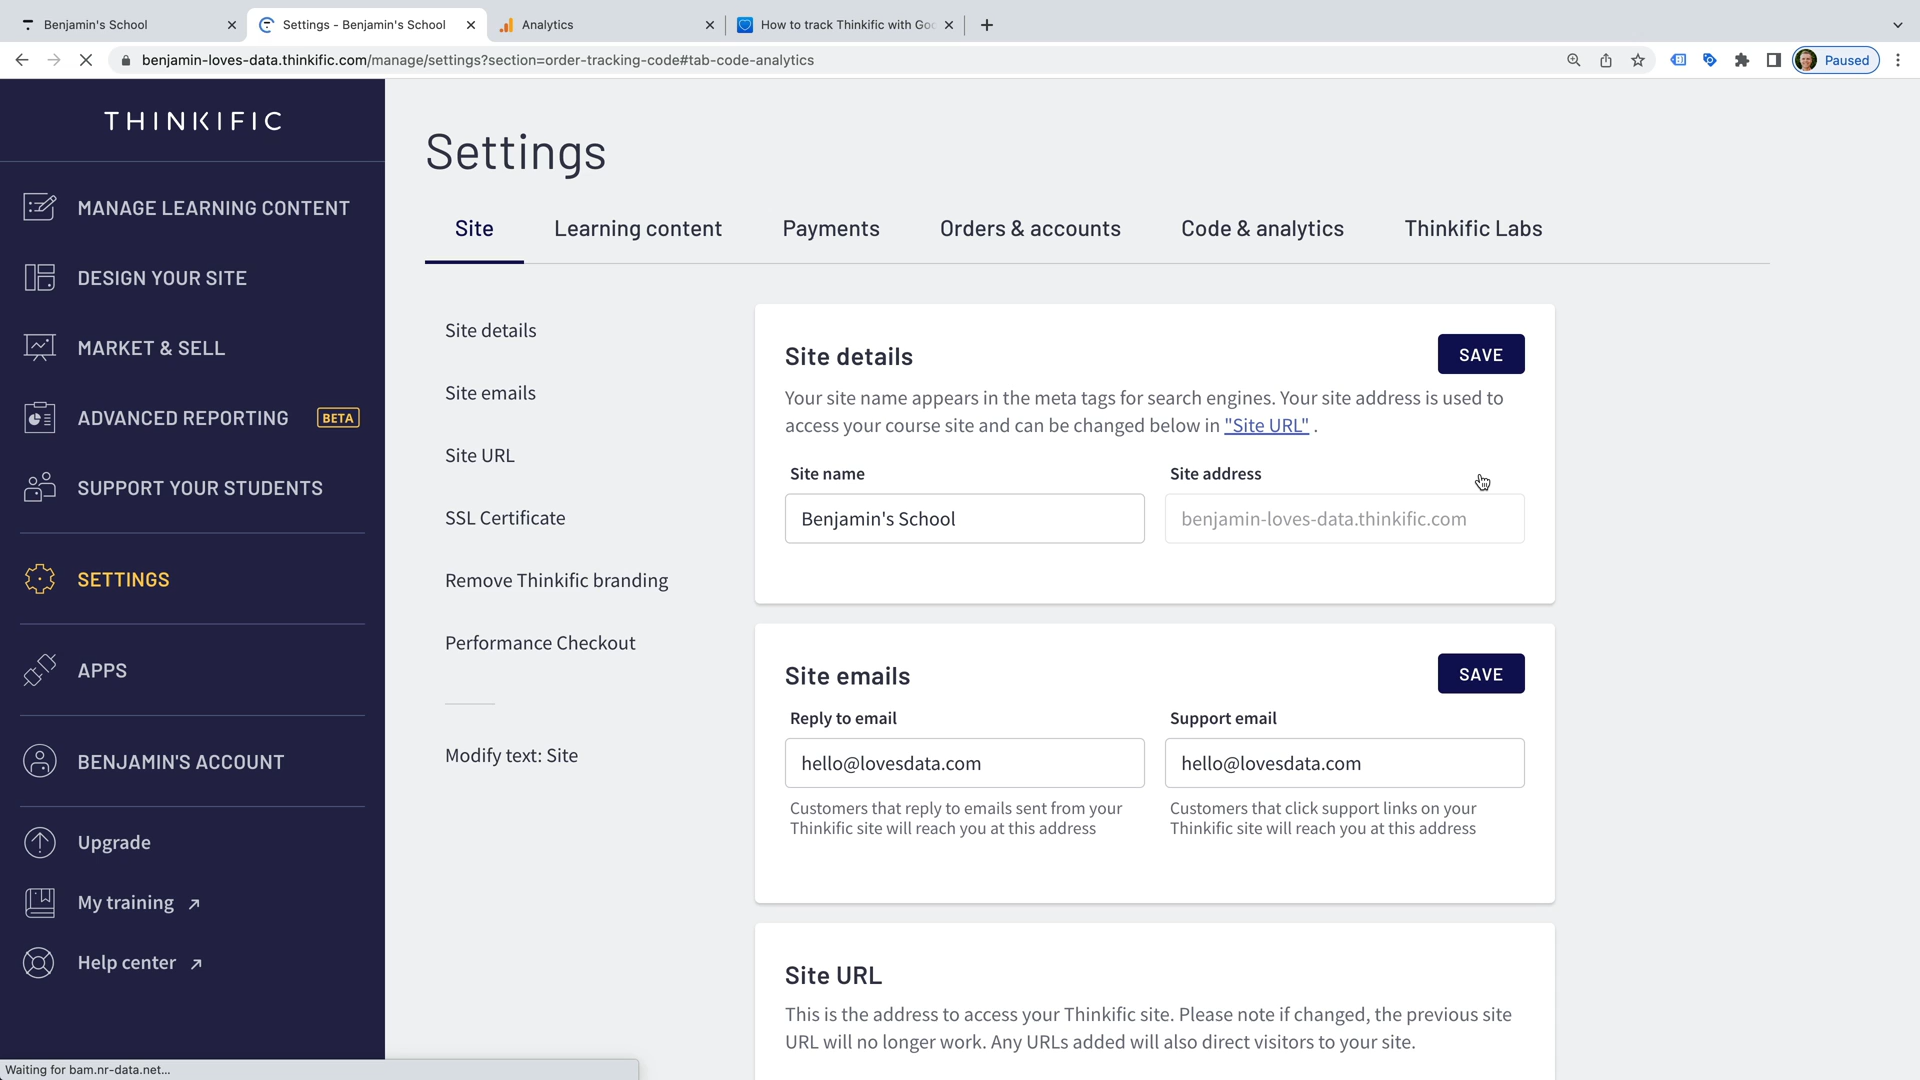 Benjamin's School
Settings - Benjamin's School
Analytics
How to track Thinkific with Goo
benjamin-loves-data.thinkific.com/manage/settings?section=order-tracking-code#tab-code-analytics
Paused
THINKIFIC
MANAGE LEARNING CONTENT
DESIGN YOUR SITE
MARKET & SELL
ADVANCED REPORTING BETA
SUPPORT YOUR STUDENTS
SETTINGS
APPS
BENJAMIN'S ACCOUNT
Upgrade
My training
Help center
Waiting for bam.nr-data.net...
Settings
Site
Learning content
Payments
Orders & accounts
Code & analytics
Thinkific Labs
Site details
Site emails
Site URL
SSL Certificate
Remove Thinkific branding
Performance Checkout
Modify text: Site
Site details
SAVE
Your site name appears in the meta tags for search engines. Your site address is used to
access your course site and can be changed below in "Site URL" .
Site name
Site address
Benjamin's School
benjamin-loves-data.thinkific.com
Site emails
SAVE
Reply to email
Support email
hello@lovesdata.com
hello@lovesdata.com
Customers that reply to emails sent from your
Thinkific site will reach you at this address
Customers that click support links on your
Thinkific site will reach you at this address
Site URL
This is the address to access your Thinkific site. Please note if changed, the previous site
URL will no longer work. Any URLs added will also direct visitors to your site.